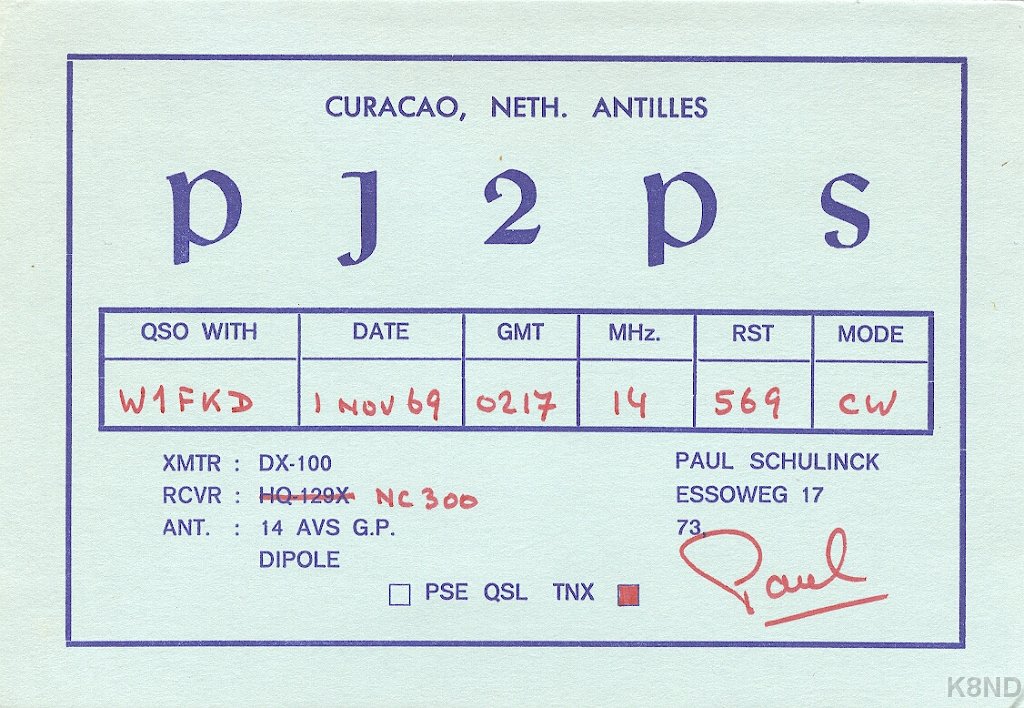 CURACAO, NETH. ANTILLES
PJ2PS
QSO WITH DATE GMT MHz. RST MODE
W1FKD 1 NOV 69 0217 14 569 CW
XMTR : DX-100
RCVR : HQ-129X NC300
ANT. : 14 AVS G.P.
DIPOLE
PAUL SCHULINCK
ESSOWEG 17
73,
Paul
PSE QSL TNX
K8ND